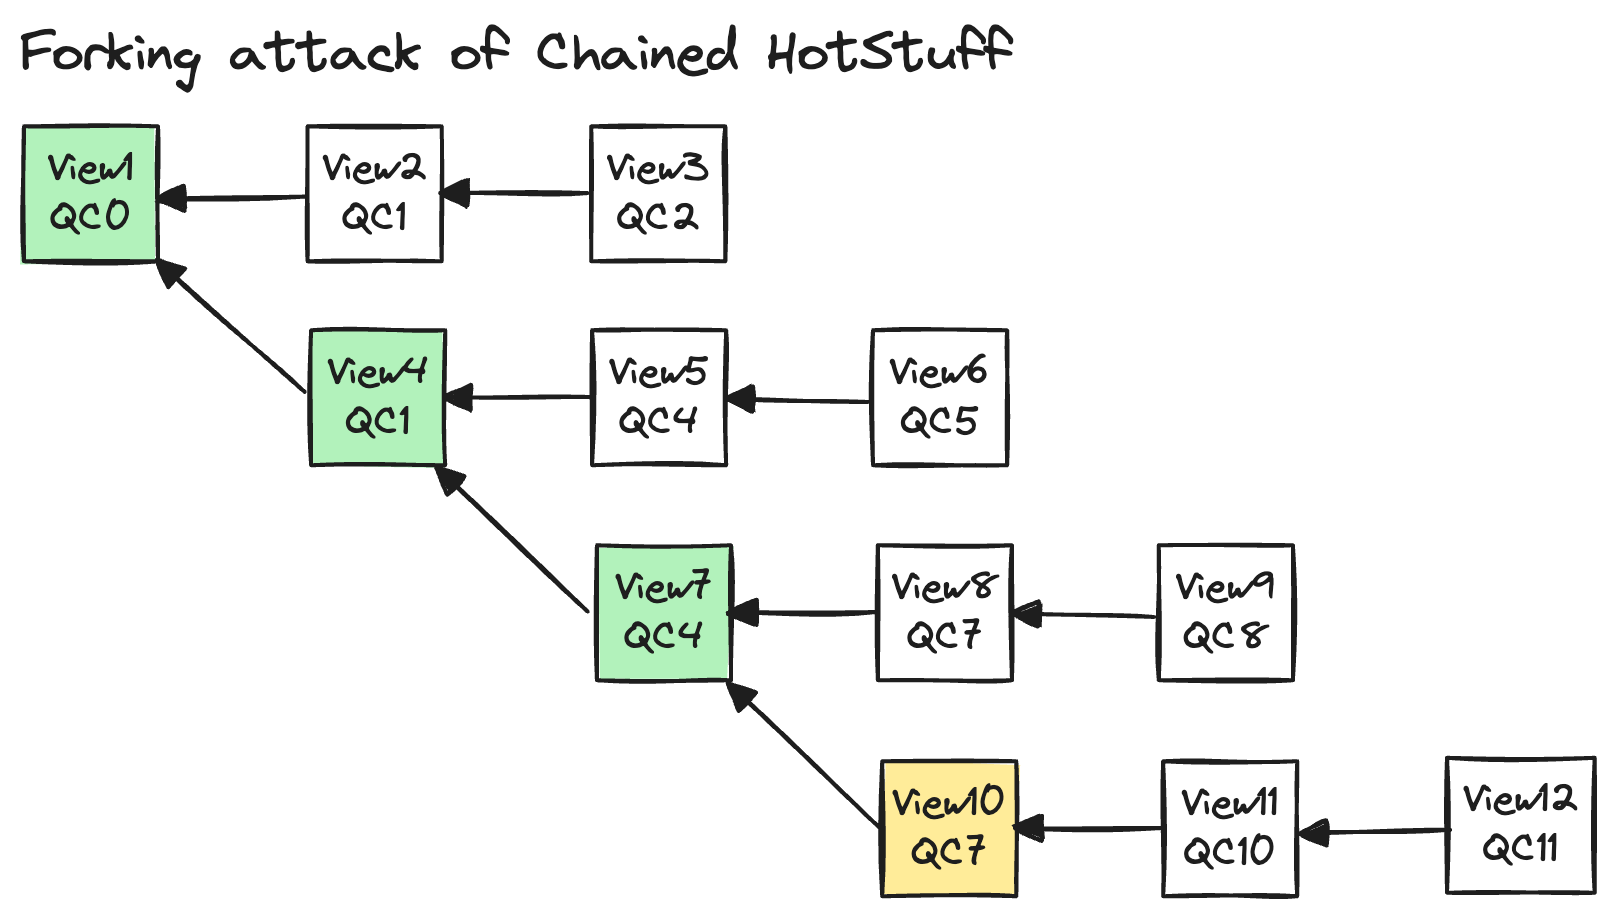 Forking attack of Chained HotStuff
View1
QC0
View2
QC1
View3
QC2
View4
QC1
View5
QC4
View6
QC5
View7
QC4
View8
QC7
View9
QC8
View10
QC7
View11
QC10
View12
QC11